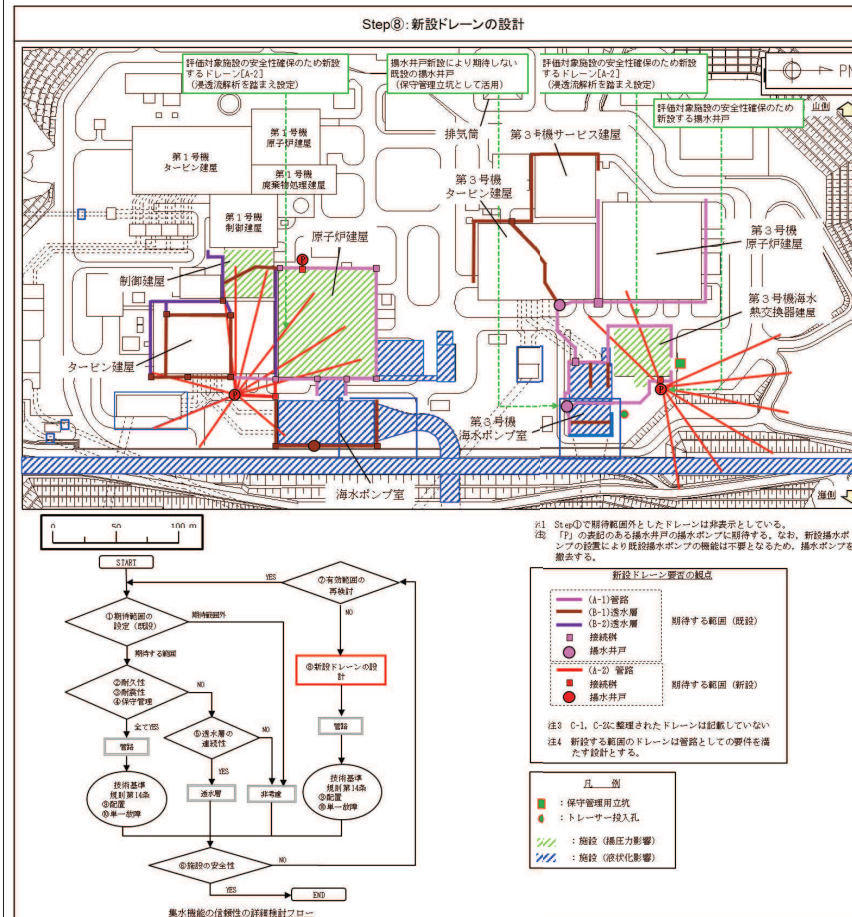 Step⑧:新設ドレーンの設計
評価対象施設の安全性確保のため新設
するドレーン[A-2]
（浸透流解析を踏まえ設定）
揚水井戸新設により期待しない
既設の揚水井戸
（保守管理立坑として活用）
評価対象施設の安全性確保のため新設
するドレーン[A-2]
（浸透流解析を踏まえ設定）
評価対象施設の安全性確保のため
新設する揚水井戸
PN
山側
排気筒
第３号機サービス建屋
第１号機
原子炉建屋
第１号機
タービン建屋
第１号機
廃棄物処理建屋
第３号機
タービン建屋
第１号機
制御建屋
原子炉建屋
第３号機
原子炉建屋
制御建屋
第３号機海水
熱交換器建屋
タービン建屋
P
P
P
第３号機
海水ポンプ室
海水ポンプ室
海側
0 50 100 m
Step①で期待範囲外としたドレーンは非表示としている。
「P」の表記のある揚水井戸の揚水ポンプに期待する。なお、新設揚水ポ
ンプの設置により既設揚水ポンプの機能は不要となるため、揚水ポンプを
撤去する。
START
YES
⑦有効範囲の
再検討
NO
①期待範囲の
設定（既設）
期待範囲外
期待する範囲
⑧新設ドレーンの設
計
②耐久性
③耐震性
④保守管理
NO
全てYES
⑤透水層の
連続性
NO
YES
管路
管路
透水層
非考慮
技術基準
規則第14条
⑨配置
⑩単一故障
技術基準
規則第14条
⑨配置
⑩単一故障
⑥施設の安全性
NO
YES
END
集水機能の信頼性の詳細検討フロー
新設ドレーン要否の観点
(A-1)管路
(B-1)透水層
(B-2)透水層
接続桝
揚水井戸
期待する範囲（既設）
(A-2) 管路
接続桝
揚水井戸
期待する範囲（新設）
注3 C-1, C-2に整理されたドレーンは記載していない
注4 新設する範囲のドレーンは管路としての要件を満
たす設計とする。
凡 例
：保守管理用立坑
：トレーサー投入孔
：施設（揚圧力影響）
：施設（液状化影響）